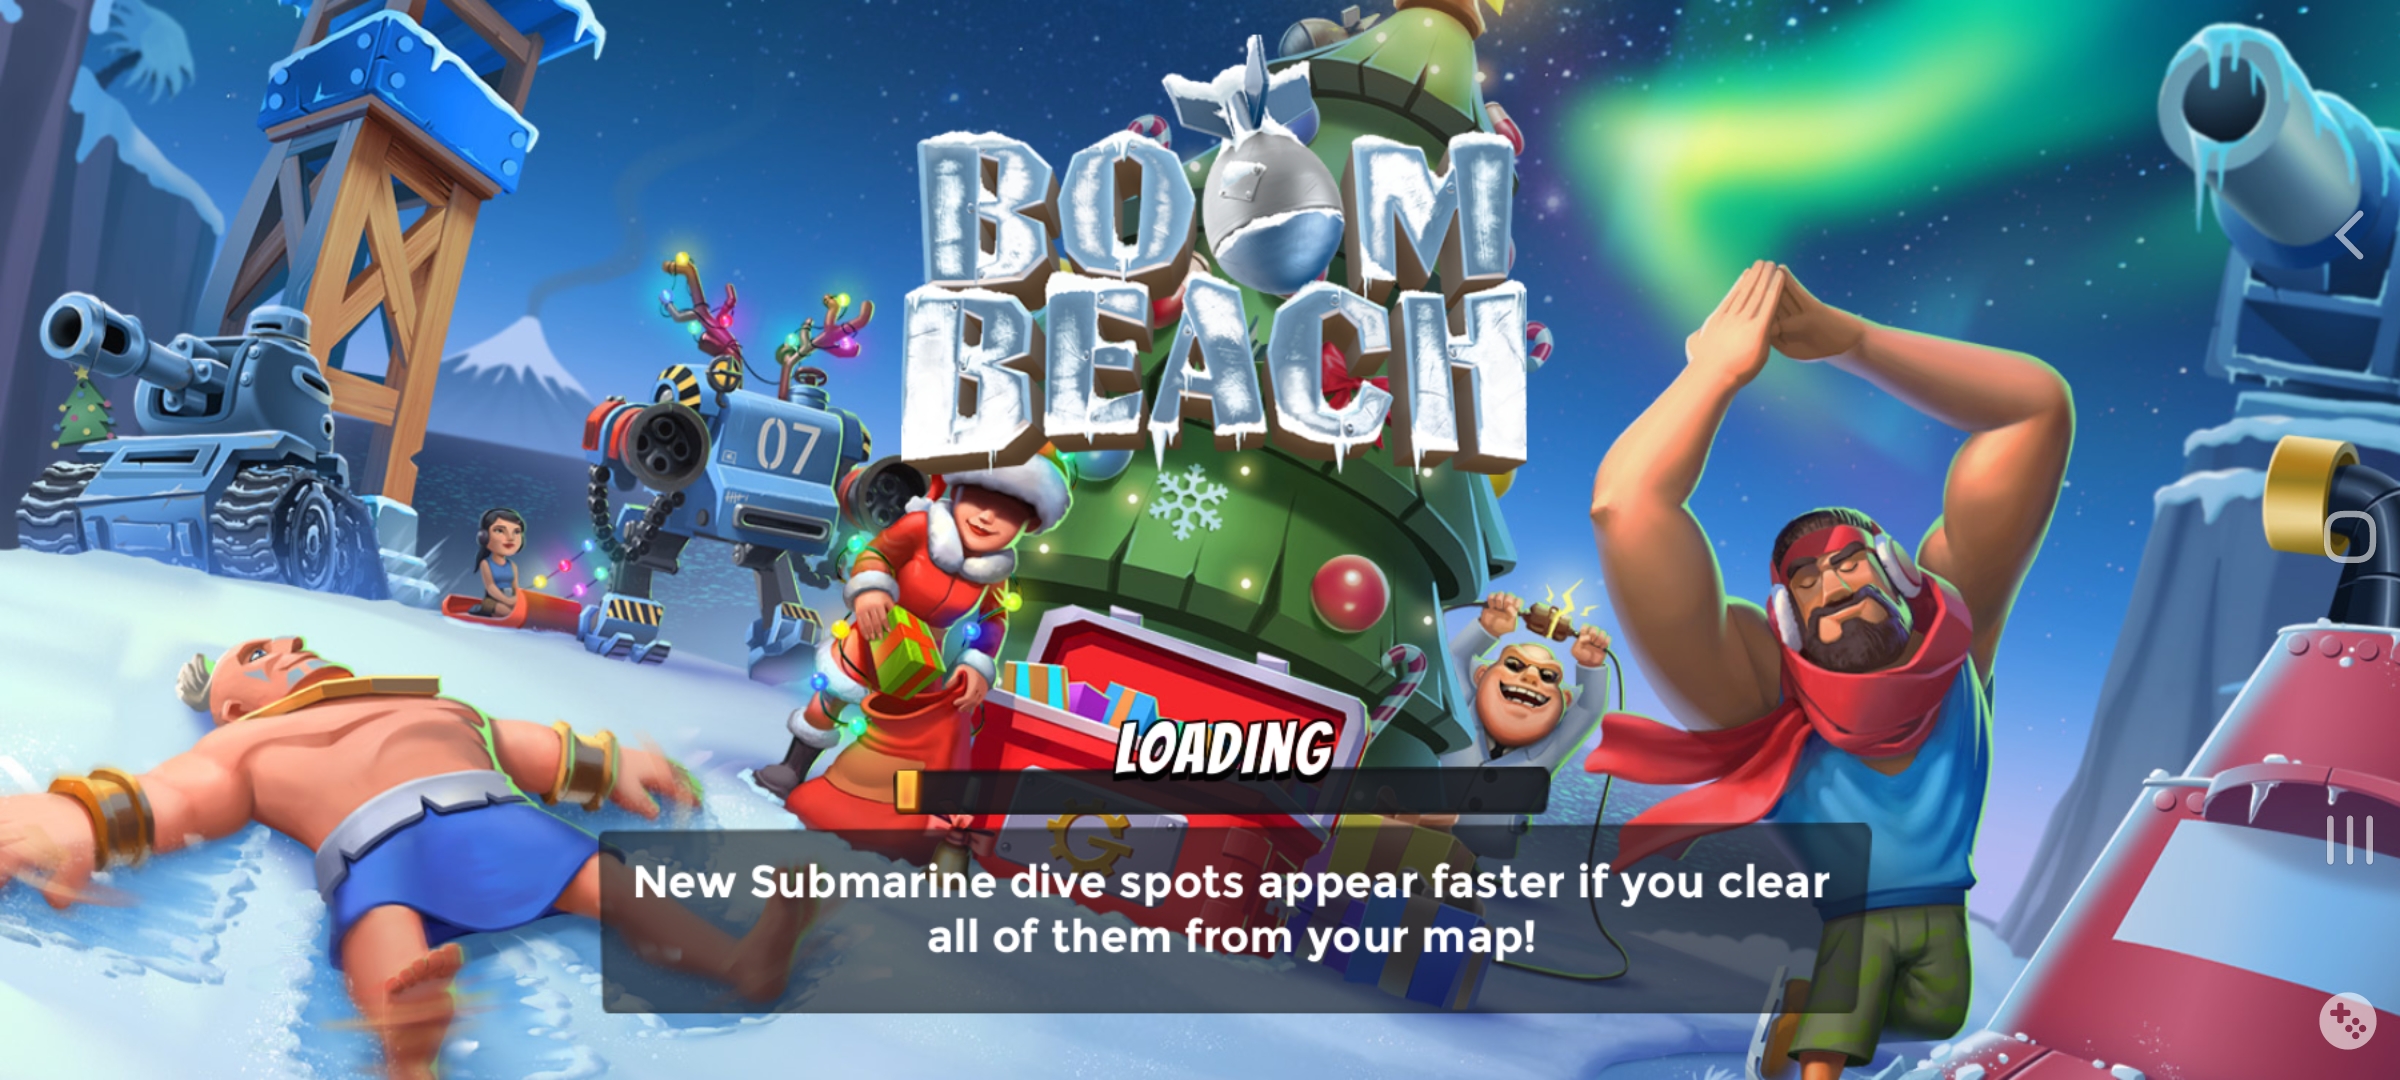 BOOM
BEACH
07
LOADING
New Submarine dive spots appear faster if you clear
all of them from your map!